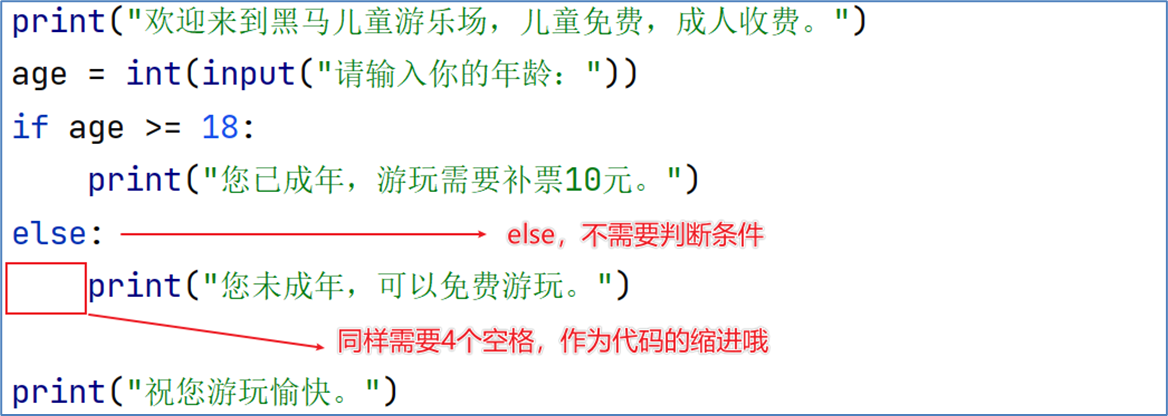 print("欢迎来到黑马儿童游乐场，儿童免费，成人收费。")
age = int(input("请输入你的年龄："))
if age >= 18:
    print("您已成年，游玩需要补票10元。")
else: else，不需要判断条件
    print("您未成年，可以免费游玩。")
同样需要4个空格，作为代码的缩进哦
print("祝您游玩愉快。")